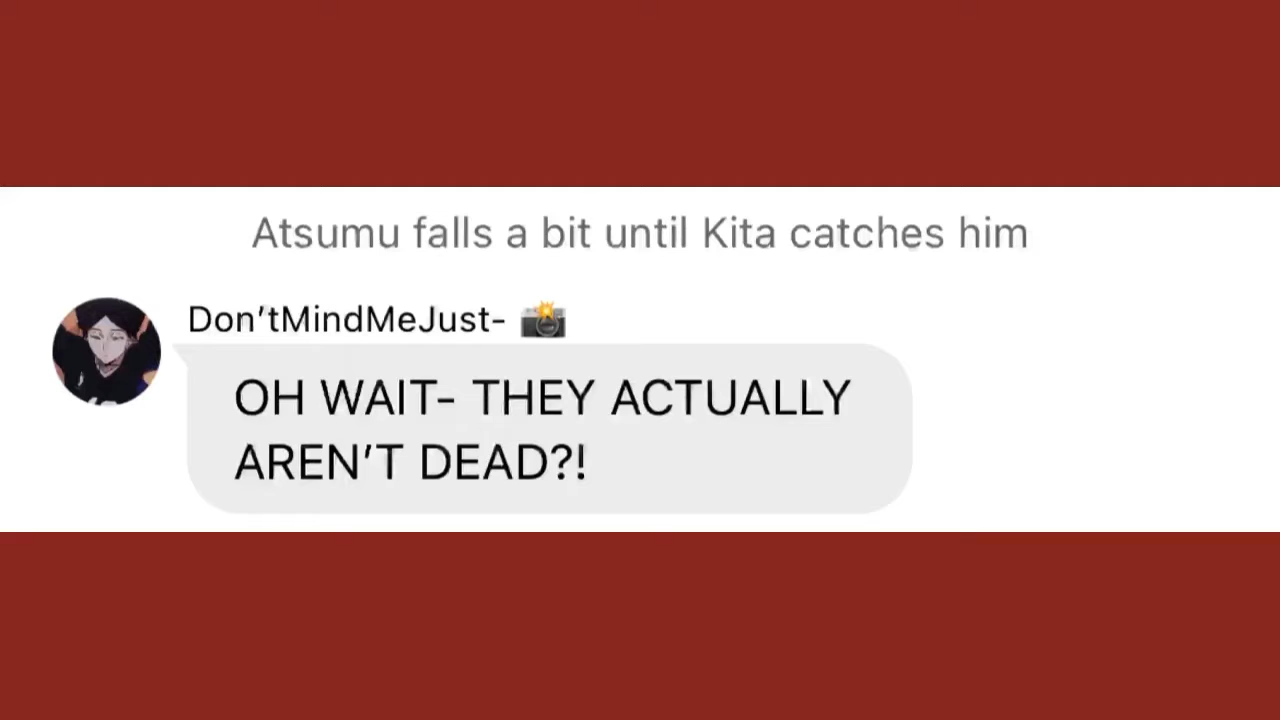 Atsumu falls a bit until Kita catches him
Don’tMindMeJust- 📸
OH WAIT- THEY ACTUALLY
AREN’T DEAD?!